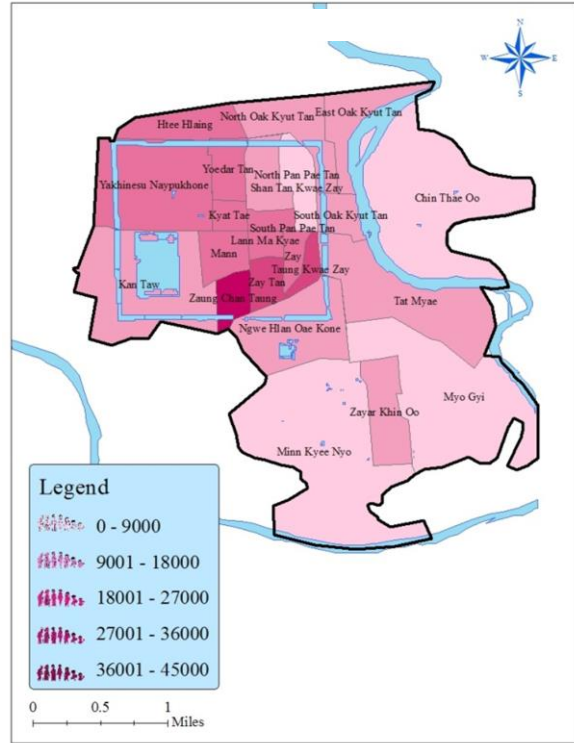 N
W E
S
North Oak Kyut Tan
East Oak Kyut Tan
Htee Hlaing
Yoedar Tan
North Pan Pae Tan
Yakhinesu Naypukhone
Shan Tan Kwae Zay
Chin Thae Oo
Kyat Tae
South Oak Kyut Tan
South Pan Pae Tan
Lann Ma Kyae
Mann
Zay
Taung Kwae Zay
Kan Taw
Zay Tan
Zaung Chan Taung
Tat Myae
Ngwe Hlan Oae Kone
Myo Gyi
Zayar Khin Oo
Minn Kyee Nyo
Legend
0 - 9000
9001 - 18000
18001 - 27000
27001 - 36000
36001 - 45000
0 0.5 1
Miles